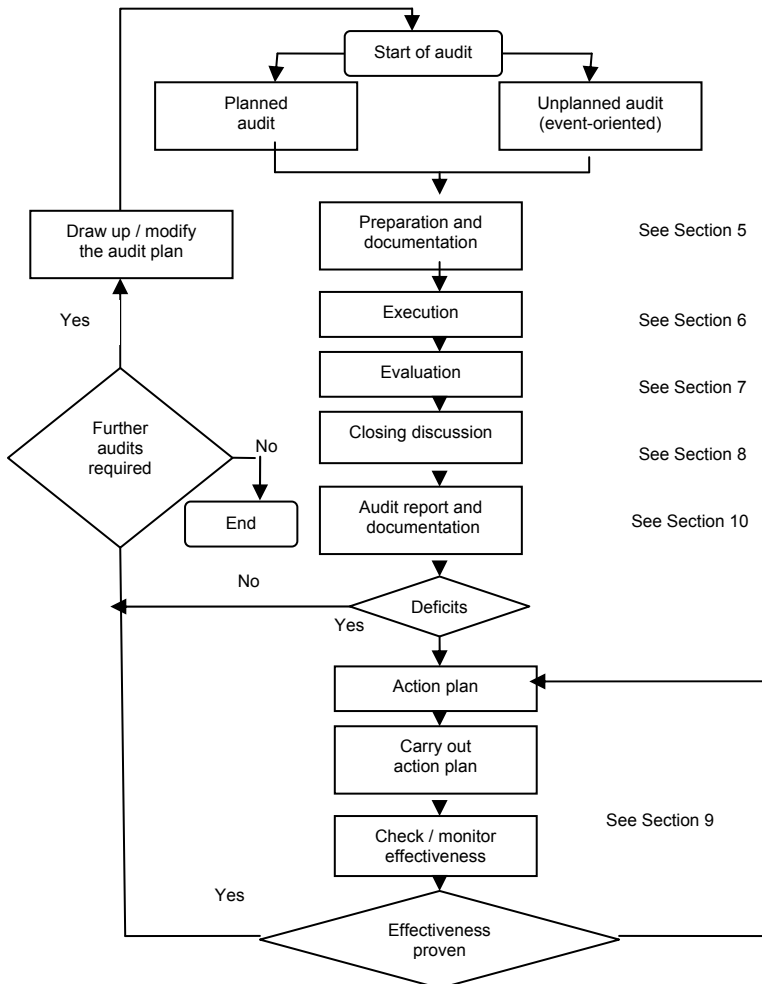 Start of audit
Planned
audit
Unplanned audit
(event-oriented)
Draw up / modify
the audit plan
Preparation and
documentation
See Section 5
Yes
Execution
See Section 6
Evaluation
See Section 7
Further
audits
required
No
Closing discussion
See Section 8
End
Audit report and
documentation
See Section 10
No
Deficits
Yes
Action plan
Carry out
action plan
Check / monitor
effectiveness
See Section 9
Yes
Effectiveness
proven